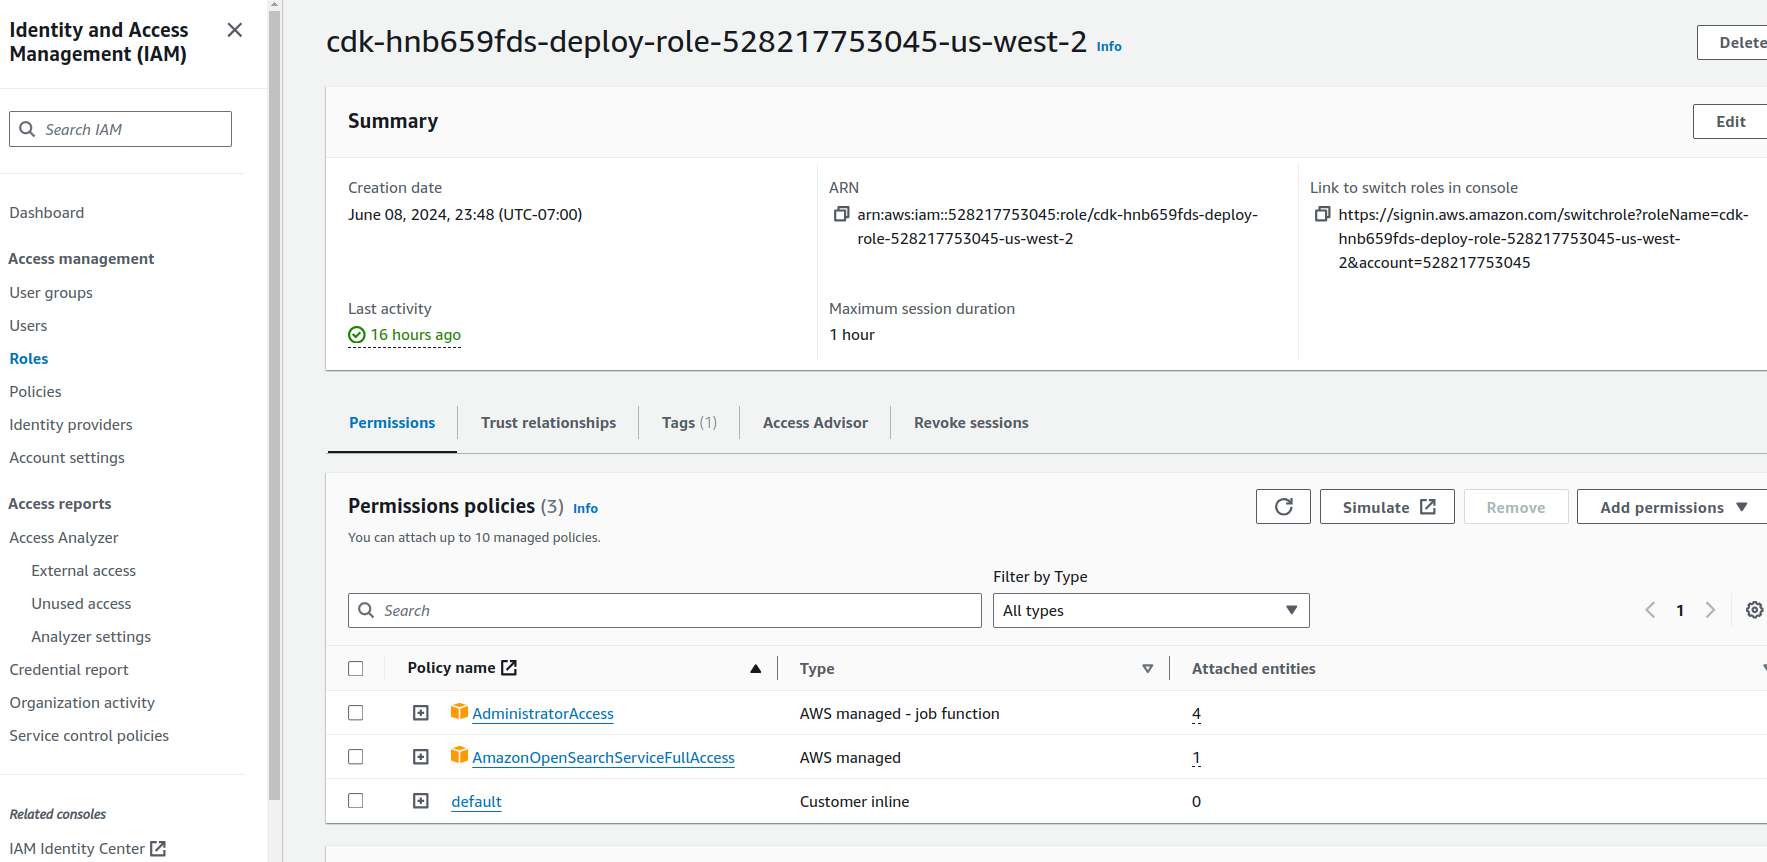 Identity and Access
Management (IAM)
Search IAM
Dashboard
Access management
User groups
Users
Roles
Policies
Identity providers
Account settings
Access reports
Access Analyzer
External access
Unused access
Analyzer settings
Credential report
Organization activity
Service control policies
Related consoles
IAM Identity Center
cdk-hnb659fds-deploy-role-528217753045-us-west-2 Info
Delete
Summary
Edit
Creation date
June 08, 2024, 23:48 (UTC-07:00)
ARN
arn:aws:iam::528217753045:role/cdk-hnb659fds-deploy-
role-528217753045-us-west-2
Link to switch roles in console
https://signin.aws.amazon.com/switchrole?roleName=cdk-
hnb659fds-deploy-role-528217753045-us-west-
2&account=528217753045
Last activity
16 hours ago
Maximum session duration
1 hour
Permissions
Trust relationships
Tags (1)
Access Advisor
Revoke sessions
Permissions policies (3) Info
You can attach up to 10 managed policies.
Simulate
Remove
Add permissions
Filter by Type
Search
All types
1
Policy name
Type
Attached entities
AdministratorAccess
AWS managed - job function
4
AmazonOpenSearchServiceFullAccess
AWS managed
1
default
Customer inline
0